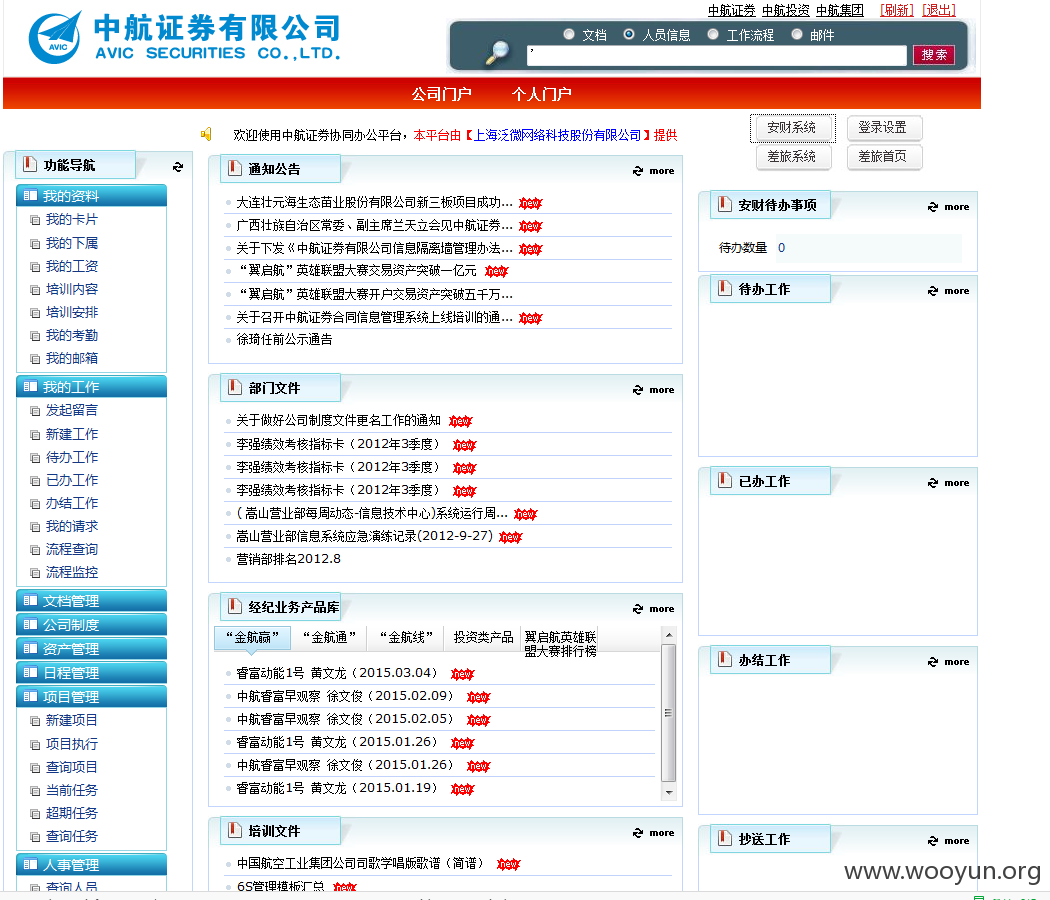 中航证券 中航投资 中航集团 [刷新] [退出]
中航证券有限公司
AVIC SECURITIES CO.,LTD.
AVIC
文档 人员信息 工作流程 邮件
搜索
公司门户 个人门户
欢迎使用中航证券协同办公平台，本平台由【上海泛微网络科技股份有限公司】提供
安财系统 登录设置
差旅系统 差旅首页
功能导航
我的资料
我的卡片
我的下属
我的工资
培训内容
培训安排
我的考勤
我的邮箱
我的工作
发起留言
新建工作
待办工作
已办工作
办结工作
我的请求
流程查询
流程监控
文档管理
公司制度
资产管理
日程管理
项目管理
新建项目
项目执行
查询项目
当前任务
超期任务
查询任务
人事管理
查询人员
通知公告 more
大连壮元海生态苗业股份有限公司新三板项目成功... new
广西壮族自治区常委、副主席兰天立会见中航证券... new
关于下发《中航证券有限公司信息隔离墙管理办法... new
“翼启航”英雄联盟大赛交易资产突破一亿元 new
“翼启航”英雄联盟大赛开户交易资产突破五千万...
关于召开中航证券合同信息管理系统上线培训的通... new
徐琦任前公示通告
部门文件 more
关于做好公司制度文件更名工作的通知 new
李强绩效考核指标卡（2012年3季度） new
李强绩效考核指标卡（2012年3季度） new
李强绩效考核指标卡（2012年3季度） new
( 嵩山营业部每周动态-信息技术中心)系统运行周... new
嵩山营业部信息系统应急演练记录(2012-9-27) new
营销部排名2012.8
经纪业务产品库 more
“金航赢” “金航通” “金航线” 投资类产品 翼启航英雄联
盟大赛排行榜
睿富动能1号 黄文龙（2015.03.04） new
中航睿富早观察 徐文俊（2015.02.09） new
中航睿富早观察 徐文俊（2015.02.05） new
睿富动能1号 黄文龙（2015.01.26） new
中航睿富早观察 徐文俊（2015.01.26） new
睿富动能1号 黄文龙（2015.01.19） new
培训文件 more
中国航空工业集团公司司歌学唱版歌谱（简谱） new
6S管理模板汇总 new
安财待办事项 more
待办数量 0
待办工作 more
已办工作 more
办结工作 more
抄送工作 more
www.wooyun.org